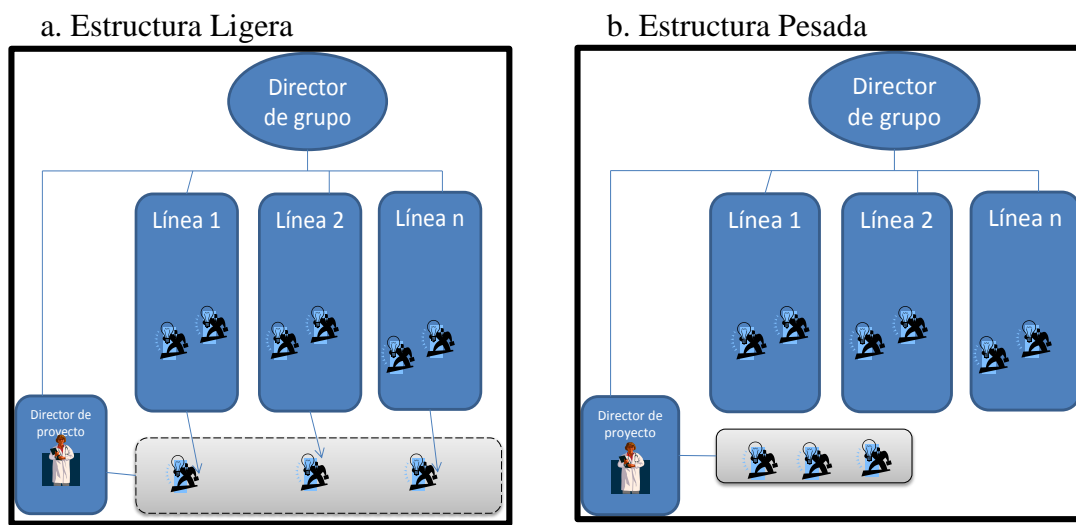 a. Estructura Ligera
Director
de grupo
Línea 1
Línea 2
Línea n
Director de
proyecto
b. Estructura Pesada
Director
de grupo
Línea 1
Línea 2
Línea n
Director de
proyecto